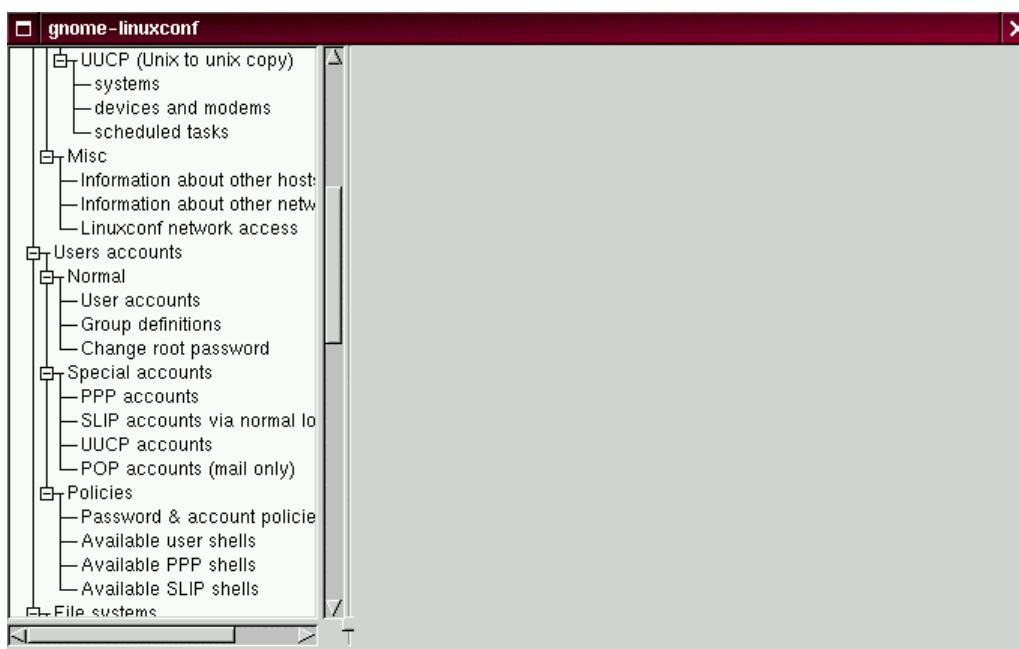 gnome-linuxconf
UUCP (Unix to unix copy)
systems
devices and modems
scheduled tasks
Misc
Information about other hosts
Information about other netw
Linuxconf network access
Users accounts
Normal
User accounts
Group definitions
Change root password
Special accounts
PPP accounts
SLIP accounts via normal lo
UUCP accounts
POP accounts (mail only)
Policies
Password & account policie
Available user shells
Available PPP shells
Available SLIP shells
File systems